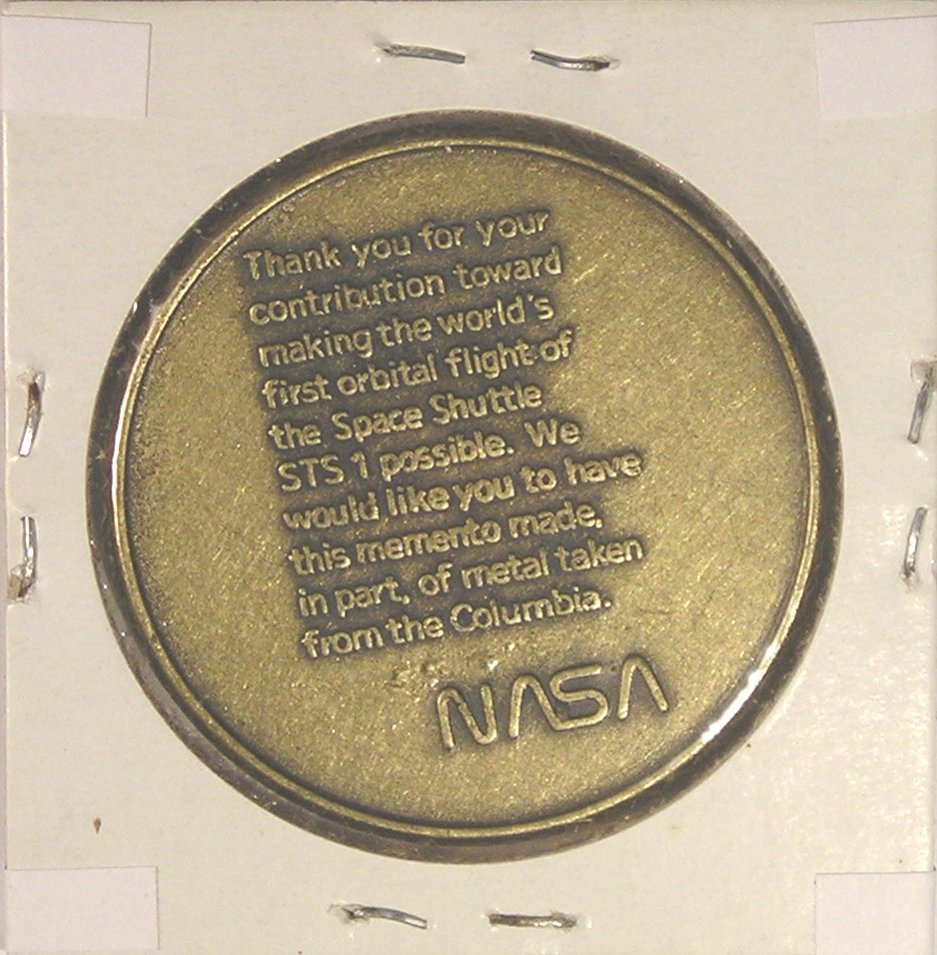 Thank you for your
contribution toward
making the world's
first orbital flight of
the Space Shuttle
STS 1 possible. We
would like you to have
this memento made,
in part, of metal taken
from the Columbia.
NASA